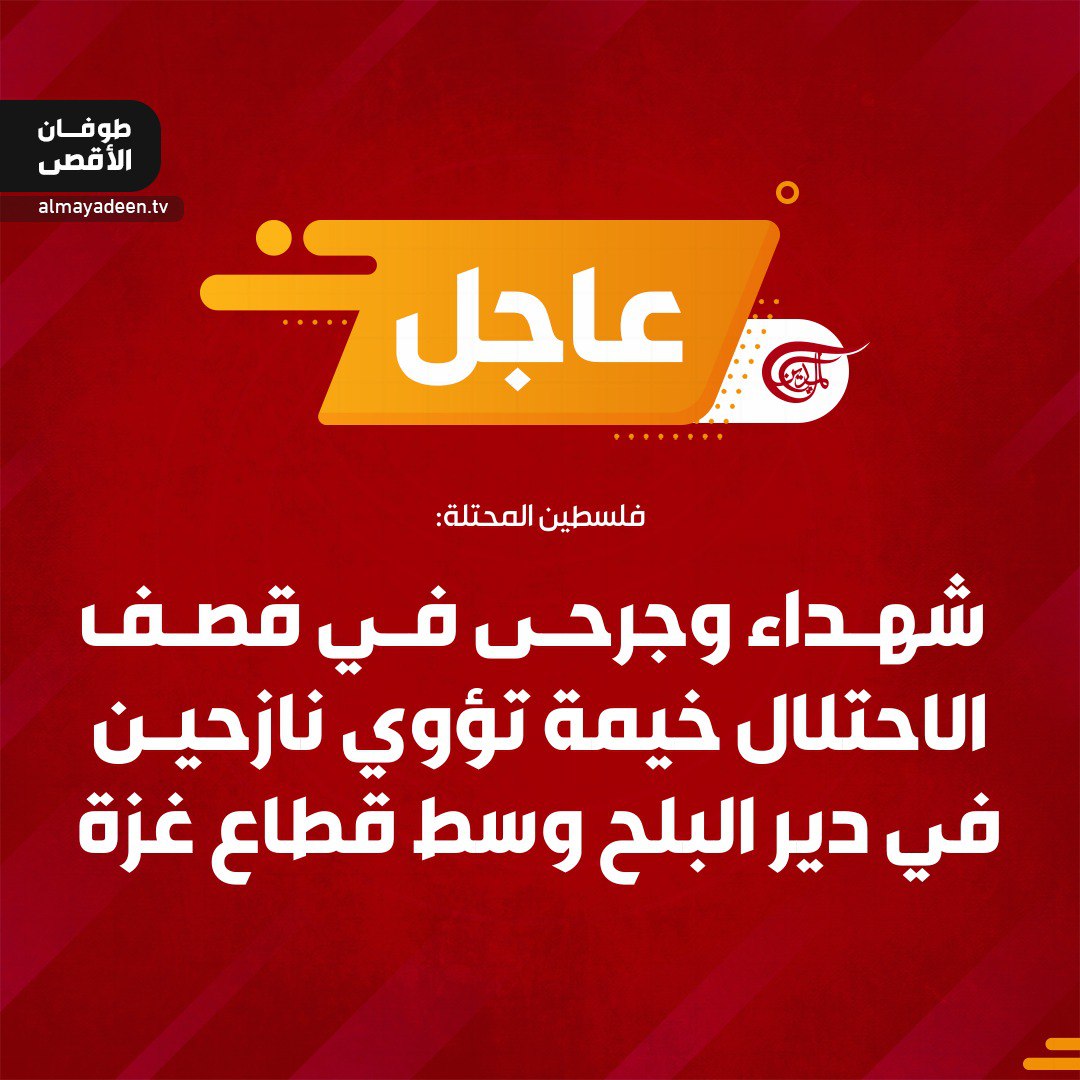 طوفان
الأقصى
almayadeen.tv
عاجل
الميادين
فلسطين المحتلة:
شهداء وجرحى في قصف
الاحتلال خيمة تؤوي نازحين
في دير البلح وسط قطاع غزة